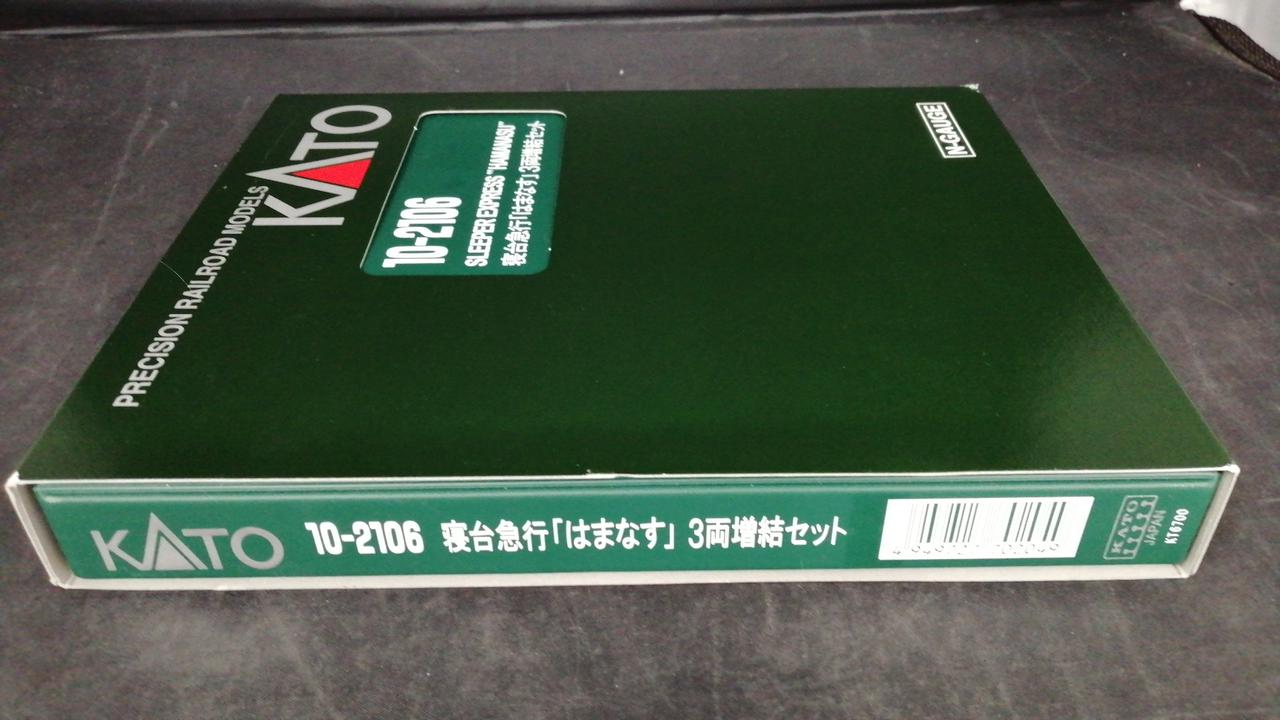 KATO
PRECISION RAILROAD MODELS
10-2106
SLEEPER EXPRESS "HAMANASU"
寝台急行「はまなす」3両増結セット
N-GAUGE
KATO
10-2106 寝台急行「はまなす」 3両増結セット
KATO
JAPAN
KT6700